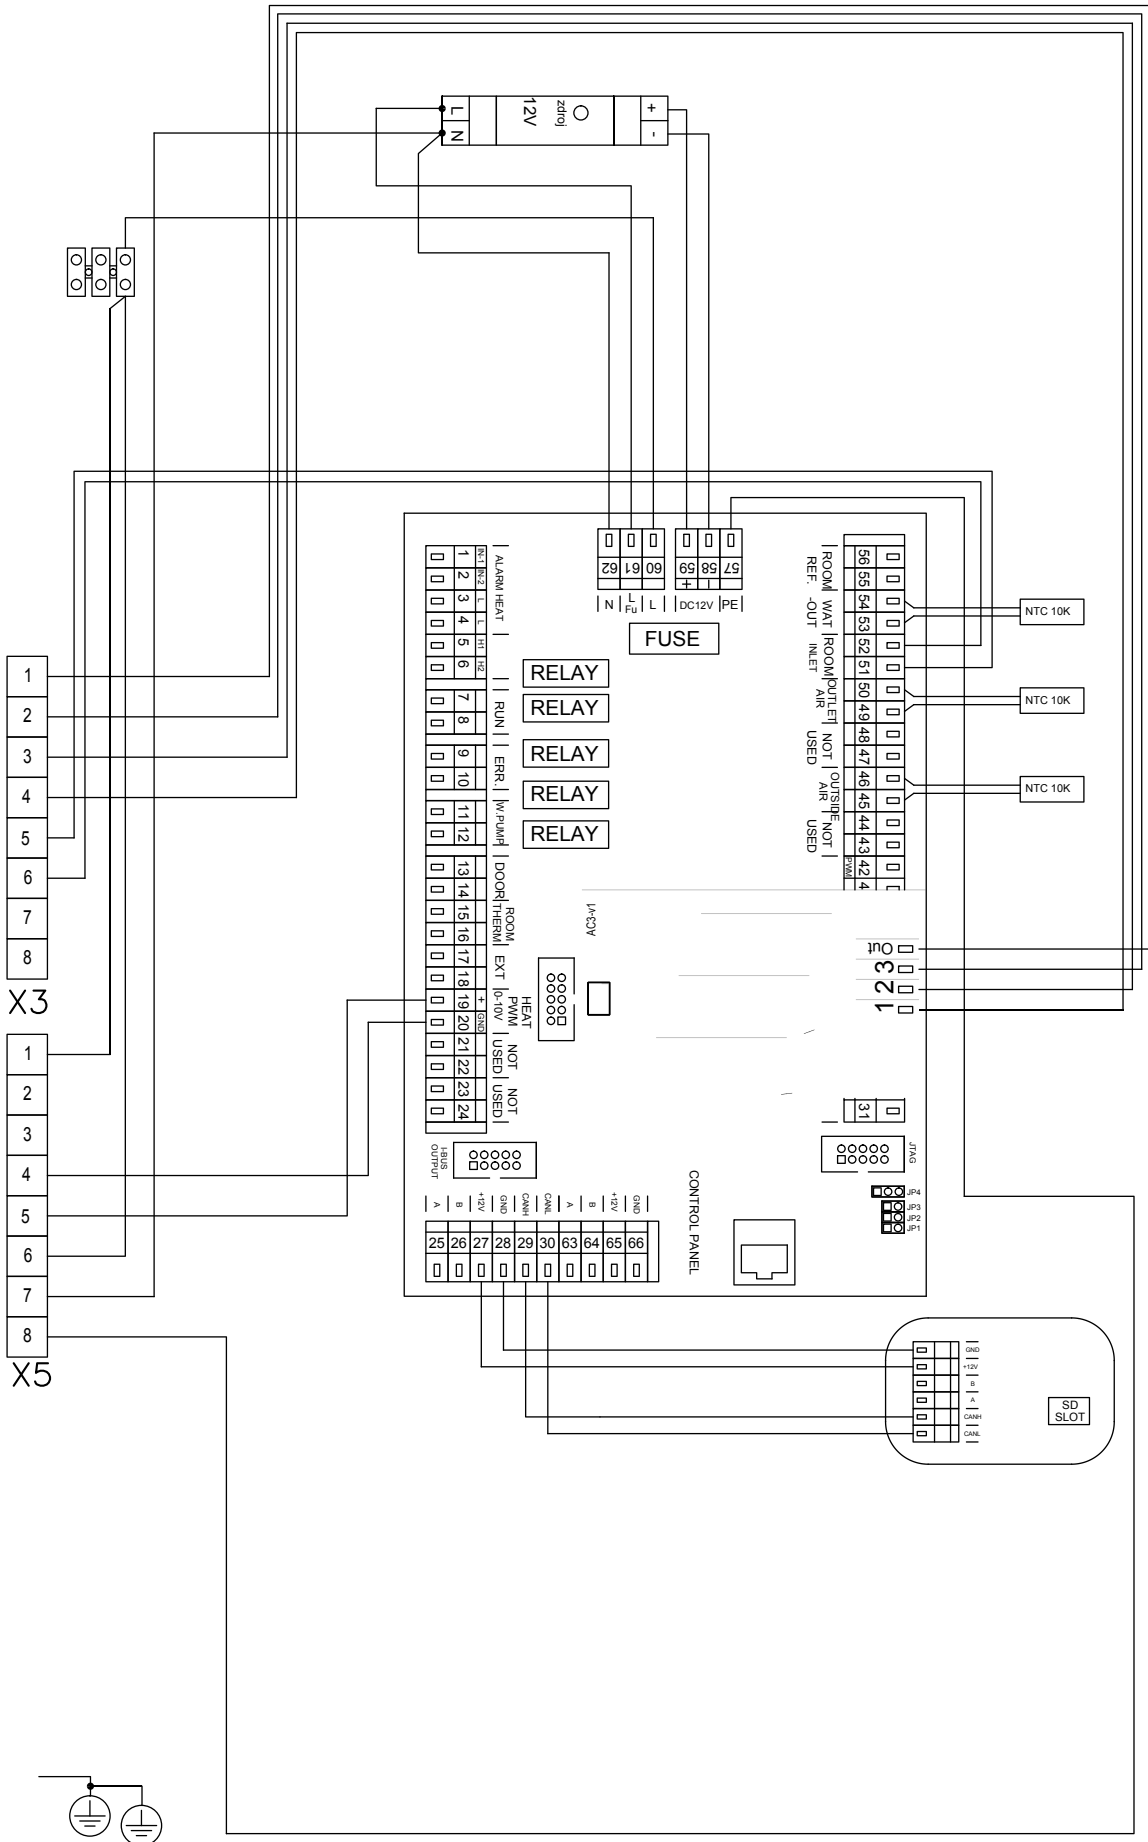 L
N
12V
zdroj
+
-
62
61
60
59
58
57
+
–
N
L
Fu
L
DC12V
PE
FUSE
RELAY
RELAY
RELAY
RELAY
RELAY
1 IN-1
2 IN-2
3 L
4 L
5 H1
6 H2
7
8
9
10
11
12
13
14
15
16
17
18
19 +
20 GND
21
22
23
24
ALARM HEAT
RUN
ERR.
W.PUMP
DOOR
ROOM
THERM
EXT
HEAT
PWM
0-10V
NOT
USED
NOT
USED
56
55
54
53
52
51
50
49
48
47
46
45
44
43
42
4
PWM
31
ROOM
REF.
WAT
-OUT
ROOM
INLET
OUTLET
AIR
NOT
USED
OUTSIDE
AIR
NOT
USED
NTC 10K
NTC 10K
NTC 10K
AC3-v1
Out
3
2
1
1
2
3
4
5
6
7
8
X3
1
2
3
4
5
6
7
8
X5
I-BUS
OUTPUT
JTAG
JP4
JP3
JP2
JP1
CONTROL PANEL
A
B
+12V
GND
CANH
CANL
A
B
+12V
GND
25 26 27 28 29 30 63 64 65 66
GND
+12V
B
A
CANH
CANL
SD
SLOT